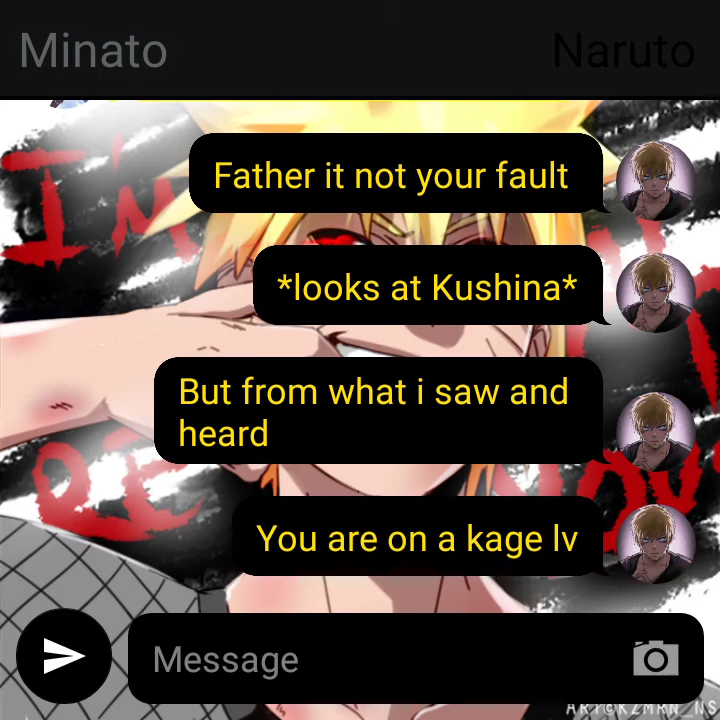 Minato
Naruto
Father it not your fault
*looks at Kushina*
But from what i saw and
heard
You are on a kage lv
Message
I'M